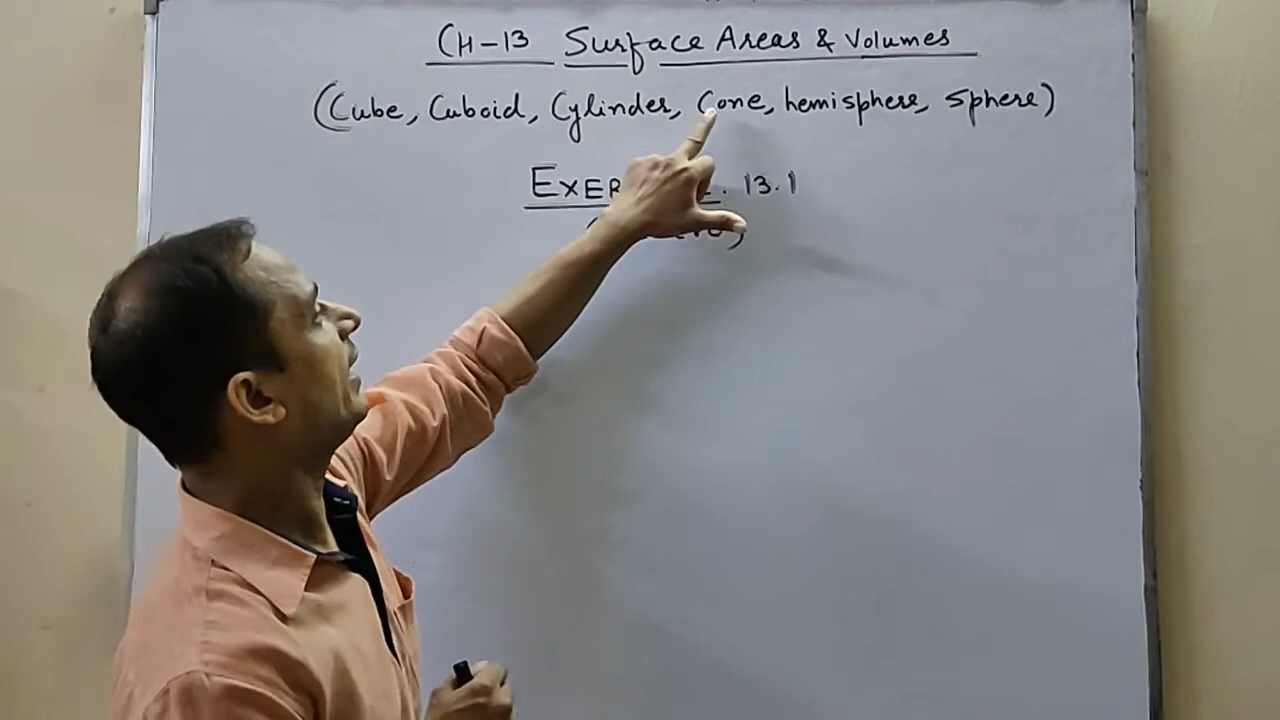 CH-13 Surface Areas & Volumes
(Cube, Cuboid, Cylinder, Cone, hemisphere, Sphere)
13.1